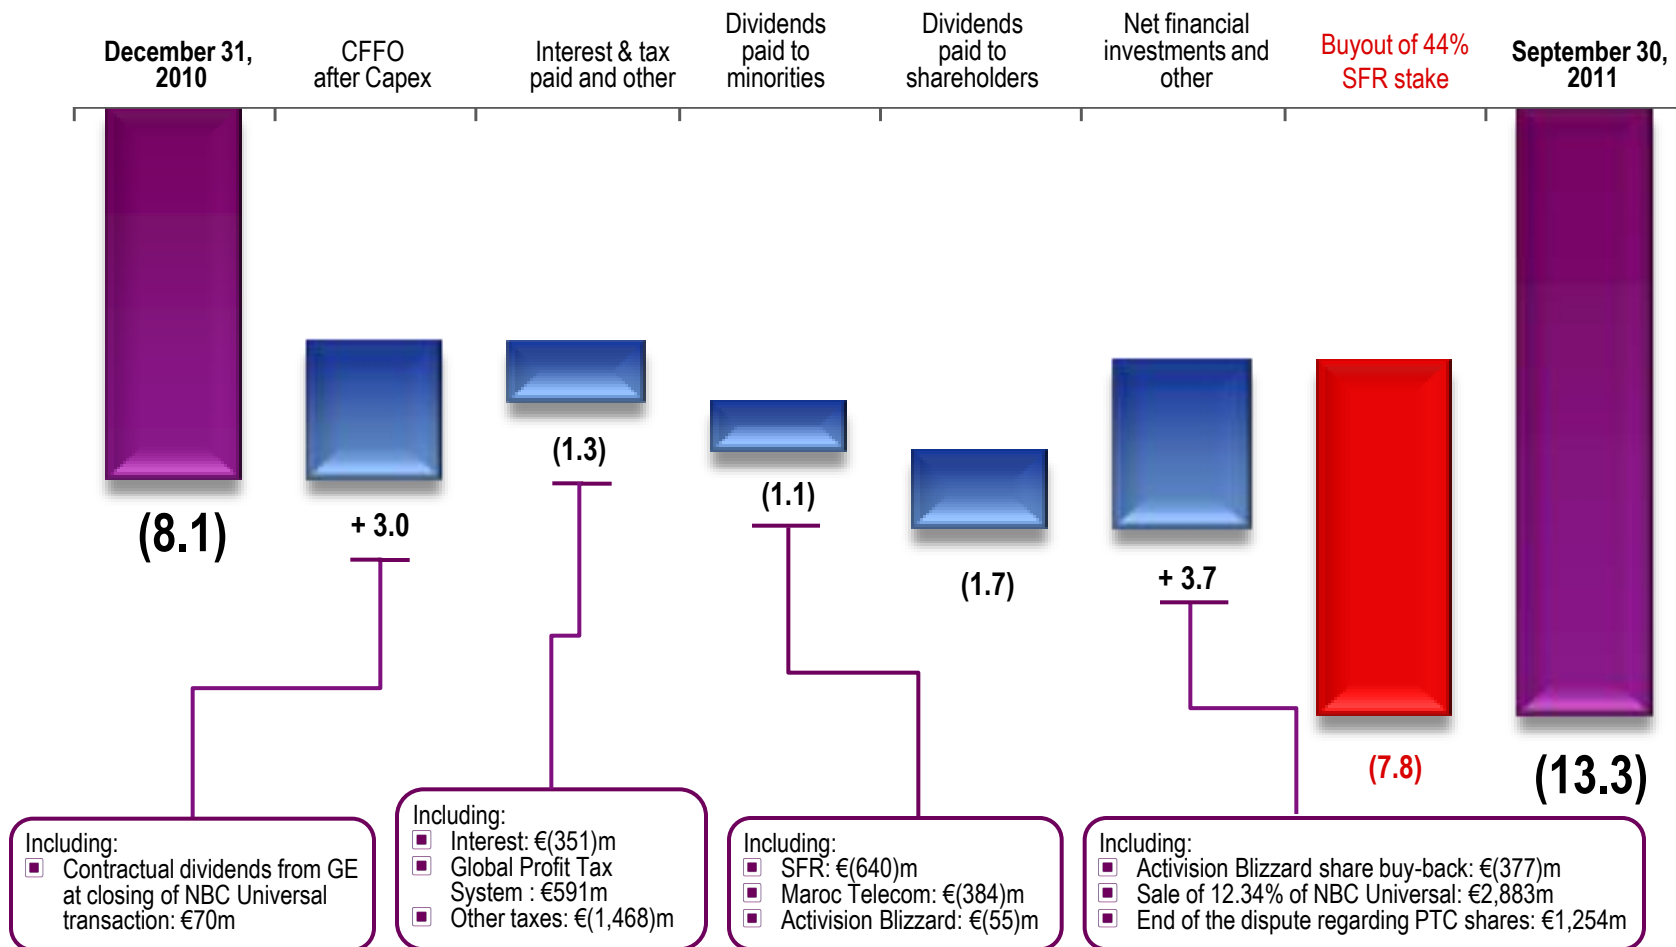 December 31,
2010
CFFO
after Capex
Interest & tax
paid and other
Dividends
paid to
minorities
Dividends
paid to
shareholders
Net financial
investments and
other
Buyout of 44%
SFR stake
September 30,
2011
(8.1)
+ 3.0
(1.3)
(1.1)
(1.7)
+ 3.7
(7.8)
(13.3)
Including:
Contractual dividends from GE
at closing of NBC Universal
transaction: €70m
Including:
Interest: €(351)m
Global Profit Tax
System : €591m
Other taxes: €(1,468)m
Including:
SFR: €(640)m
Maroc Telecom: €(384)m
Activision Blizzard: €(55)m
Including:
Activision Blizzard share buy-back: €(377)m
Sale of 12.34% of NBC Universal: €2,883m
End of the dispute regarding PTC shares: €1,254m